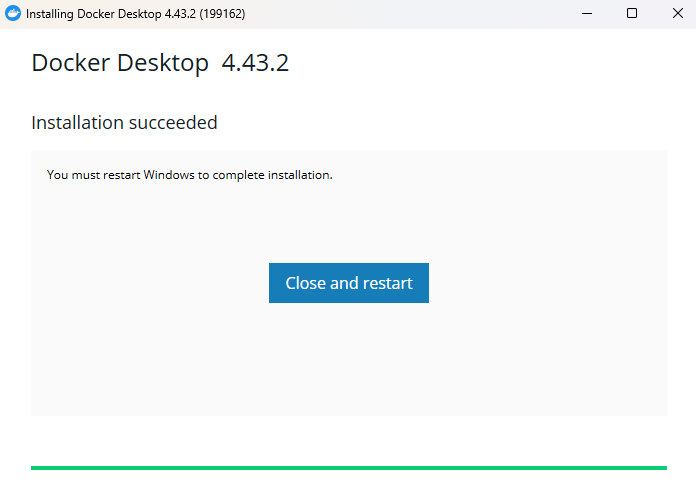 Installing Docker Desktop 4.43.2 (199162)
Docker Desktop 4.43.2
Installation succeeded
You must restart Windows to complete installation.
Close and restart